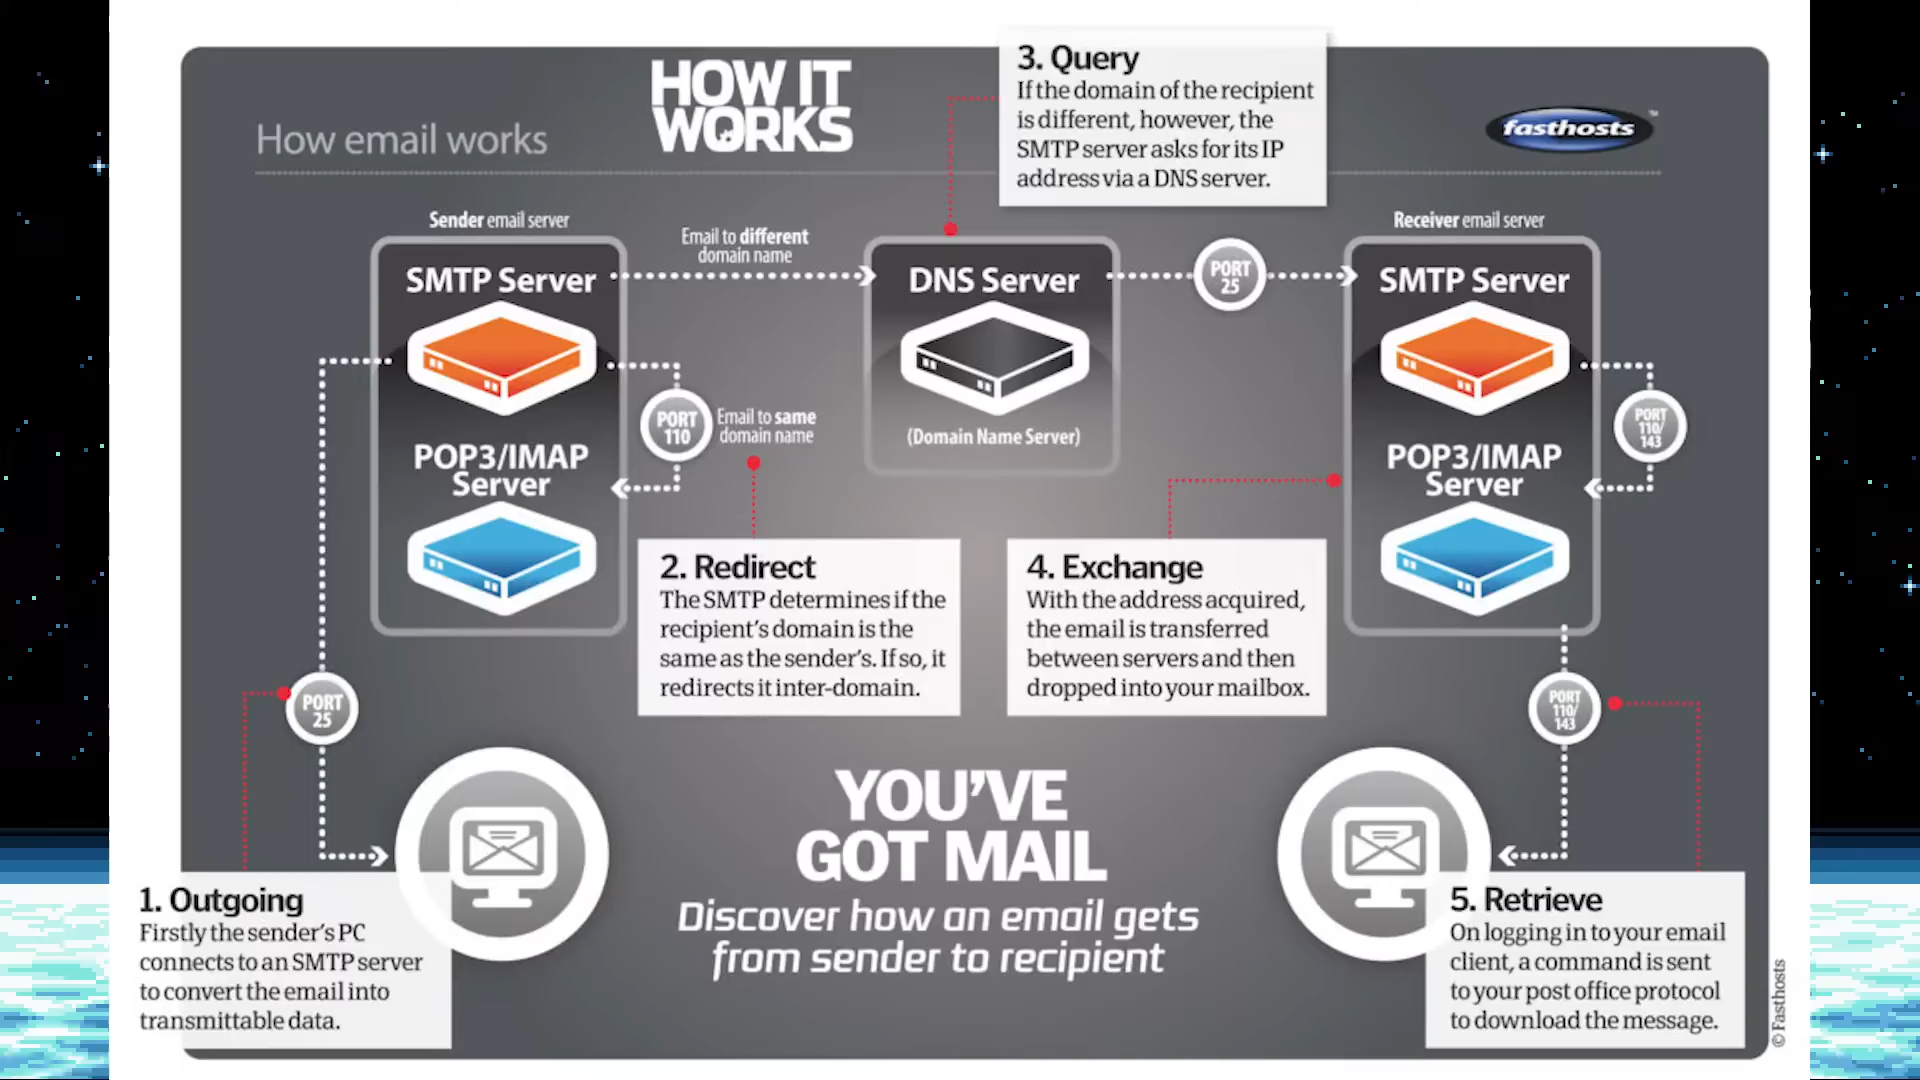 How email works
HOW IT
WORKS
fasthosts
™
3. Query
If the domain of the recipient
is different, however, the
SMTP server asks for its IP
address via a DNS server.
Sender email server
SMTP Server
POP3/IMAP
Server
Email to different
domain name
PORT
110
Email to same
domain name
DNS Server
(Domain Name Server)
PORT
25
Receiver email server
SMTP Server
POP3/IMAP
Server
PORT
110/
143
2. Redirect
The SMTP determines if the
recipient's domain is the
same as the sender's. If so, it
redirects it inter-domain.
4. Exchange
With the address acquired,
the email is transferred
between servers and then
dropped into your mailbox.
PORT
25
PORT
110/
143
1. Outgoing
Firstly the sender's PC
connects to an SMTP server
to convert the email into
transmittable data.
YOU'VE
GOT MAIL
Discover how an email gets
from sender to recipient
5. Retrieve
On logging in to your email
client, a command is sent
to your post office protocol
to download the message.
© Fasthosts